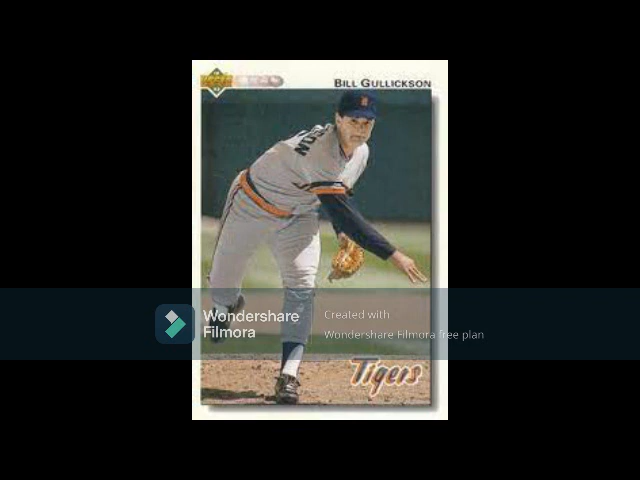 BILL GULLICKSON
Wondershare
Filmora
Created with
Wondershare Filmora free plan
Tigers